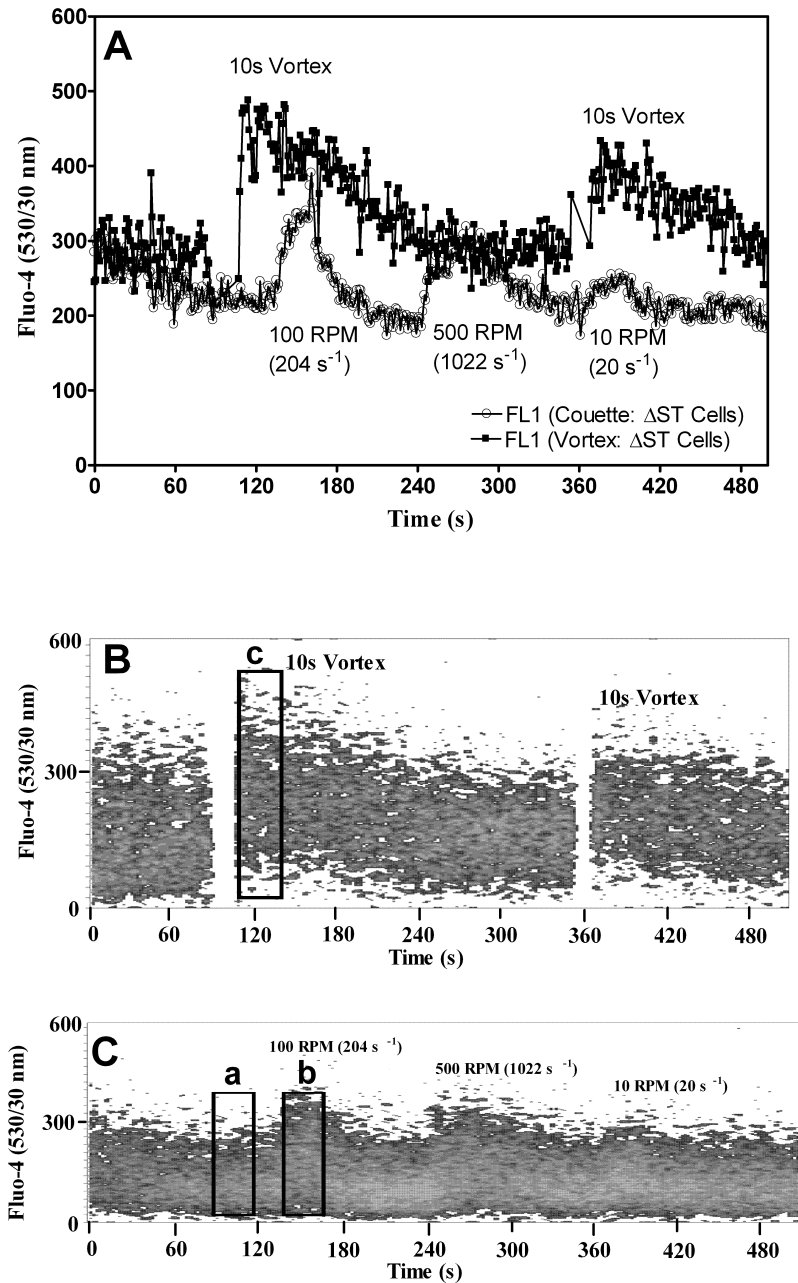 A
600
500
400
300
200
100
0
Fluo-4 (530/30 nm)
10s Vortex
10s Vortex
100 RPM
(204 s⁻¹)
500 RPM
(1022 s⁻¹)
10 RPM
(20 s⁻¹)
FL1 (Couette: ΔST Cells)
FL1 (Vortex: ΔST Cells)
0 60 120 180 240 300 360 420 480
Time (s)
B
600
300
0
Fluo-4 (530/30 nm)
c
10s Vortex
10s Vortex
0 60 120 180 240 300 360 420 480
Time (s)
C
600
300
0
Fluo-4 (530/30 nm)
a
b
100 RPM (204 s ⁻¹)
500 RPM (1022 s ⁻¹)
10 RPM (20 s ⁻¹)
0 60 120 180 240 300 360 420 480
Time (s)